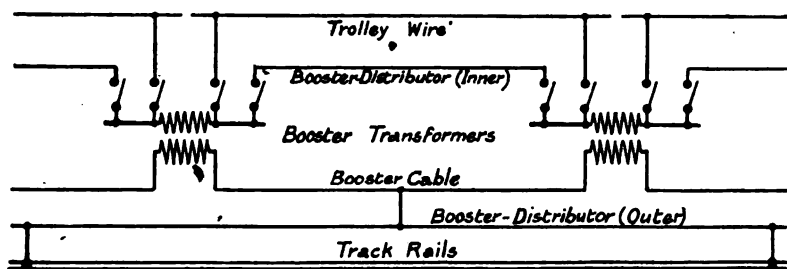 Trolley Wire
Booster-Distributor (Inner)
Booster Transformers
Booster Cable
Booster-Distributor (Outer)
Track Rails